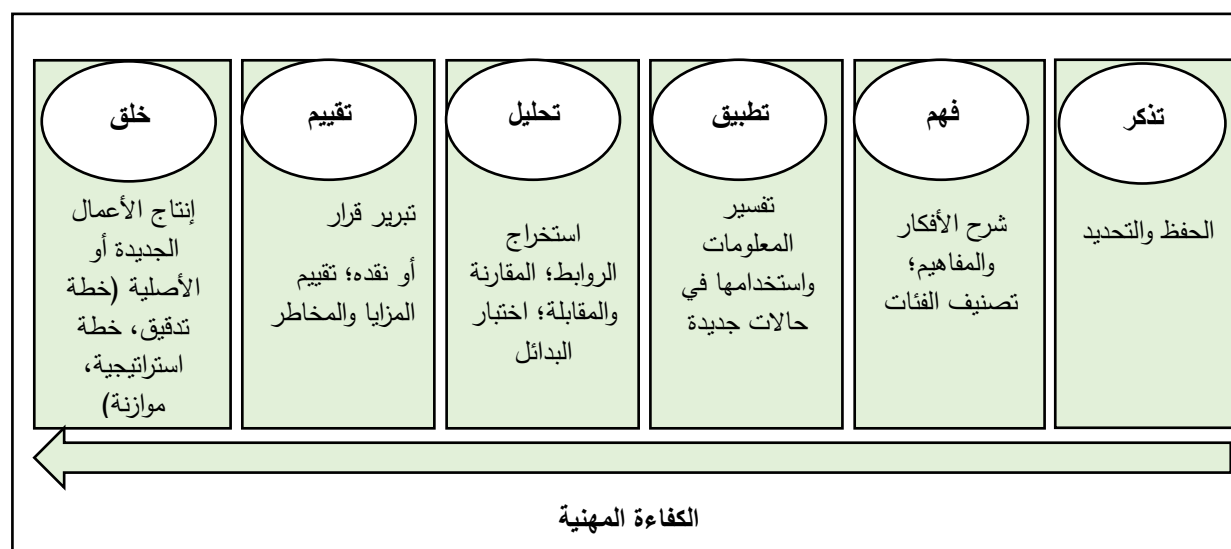 تذكر
الحفظ والتحديد
فهم
شرح الأفكار
والمفاهيم؛
تصنيف الفئات
تطبيق
تفسير
المعلومات
واستخدامها في
حالات جديدة
تحليل
استخراج
الروابط؛ المقارنة
والمقابلة؛ اختبار
البدائل
تقييم
تبرير قرار
أو نقده؛ تقييم
المزايا والمخاطر
خلق
إنتاج الأعمال
الجديدة أو
الأصلية (خطة
تدقيق، خطة
استراتيجية،
موازنة)
الكفاءة المهنية